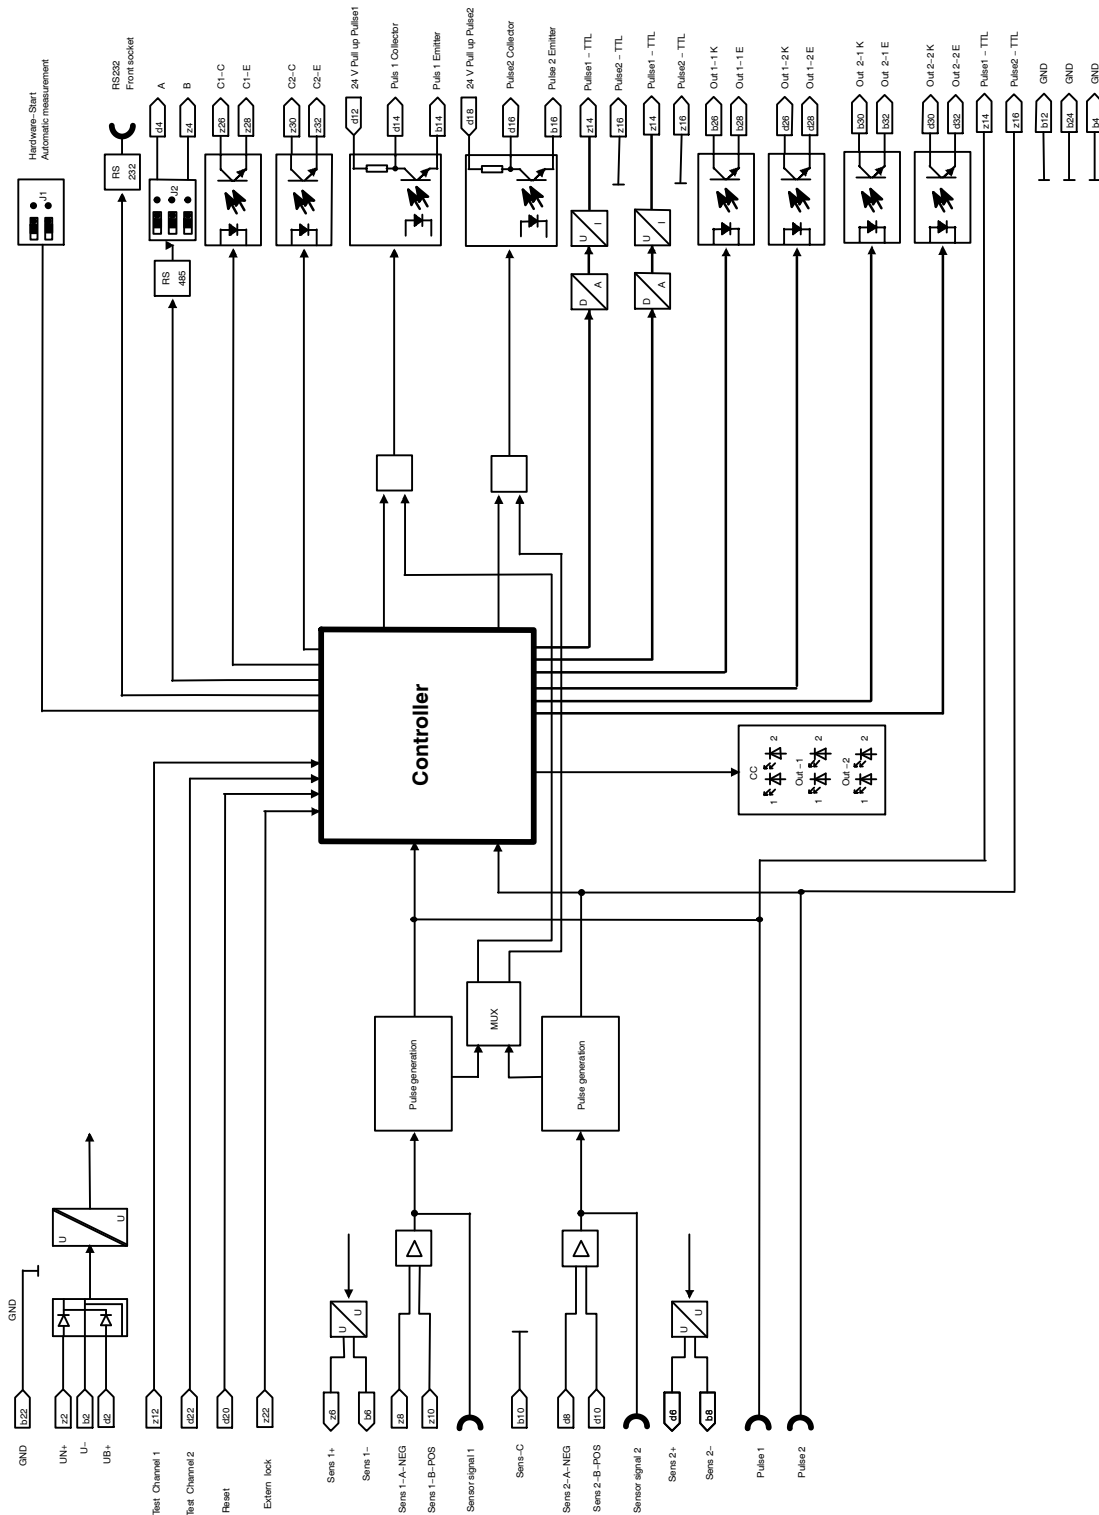 Hardware-Start
Automatic measurement
J1
RS232
Front socket
RS
232
A
d4
B
z4
J2
RS
485
C1-C
z26
C1-E
z28
C2-C
z30
C2-E
z32
24 V Pull up Pullse1
d12
Puls 1 Collector
d14
Puls 1 Emitter
b14
24 V Pull up Pulse2
d18
Pulse2 Collector
d16
Pulse 2 Emitter
b16
Pullse1 - TTL
z14
Pulse2 - TTL
z16
Pulse1 - TTL
z14
Pulse2 - TTL
z16
U
I
D
A
U
I
D
A
Out 1-1 K
b26
Out 1-1 E
b28
Out 1-2 K
d26
Out 1-2 E
d28
Out 2-1 K
b30
Out 2-1 E
b32
Out 2-2 K
d30
Out 2-2 E
d32
Pulse1 - TTL
z14
Pulse2 - TTL
z16
GND
b12
GND
b24
GND
b4
Controller
CC
1
2
Out -1
1
2
Out -2
1
2
MUX
Pulse generation
Pulse generation
U
U
GND
U
U
U
U
b22
GND
z2
UN+
b2
U-
d2
UB+
z12
Test Channel 1
d22
Test Channel 2
d20
Reset
z22
Extern lock
z6
Sens 1+
b6
Sens 1-
z8
Sens 1-A-NEG
z10
Sens 1-B-POS
Sensor signal 1
b10
Sens-C
d8
Sens 2-A-NEG
d10
Sens 2-B-POS
Sensor signal 2
d6
Sens 2+
b8
Sens 2-
Pulse 1
Pulse 2